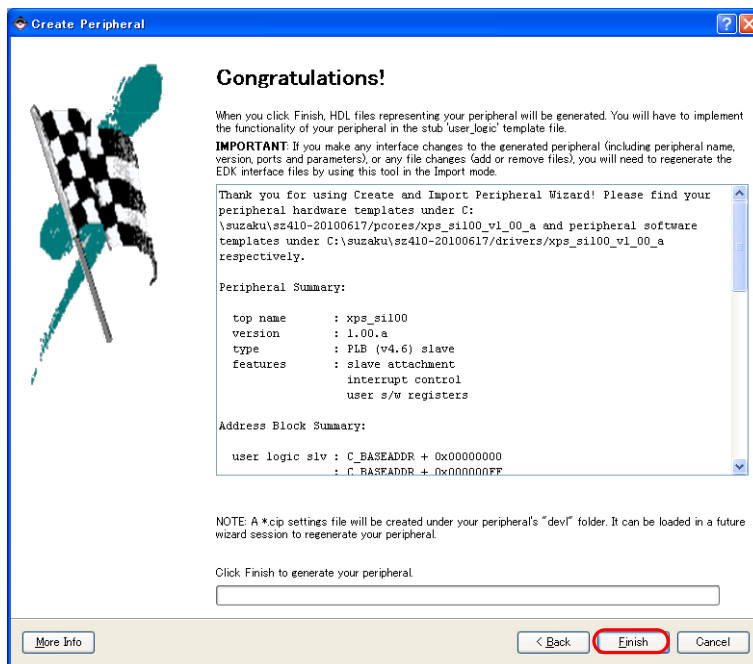 Create Peripheral
Congratulations!
When you click Finish, HDL files representing your peripheral will be generated. You will have to implement
the functionality of your peripheral in the stub 'user_logic' template file.
IMPORTANT: If you make any interface changes to the generated peripheral (including peripheral name,
version, ports and parameters), or any file changes (add or remove files), you will need to regenerate the
EDK interface files by using this tool in the Import mode.
Thank you for using Create and Import Peripheral Wizard! Please find your
peripheral hardware templates under C:
\suzaku\sz410-20100617/pcores/xps_sil00_v1_00_a and peripheral software
templates under C:\suzaku\sz410-20100617/drivers/xps_sil00_v1_00_a
respectively.
Peripheral Summary:
top name : xps_sil00
version : 1.00.a
type : PLB (v4.6) slave
features : slave attachment
interrupt control
user s/w registers
Address Block Summary:
user logic slv : C_BASEADDR + 0x00000000
: C_BASEADDR + 0x000000FF
NOTE: A *.cip settings file will be created under your peripheral's "devl" folder. It can be loaded in a future
wizard session to regenerate your peripheral.
Click Finish to generate your peripheral.
More Info
< Back
Finish
Cancel